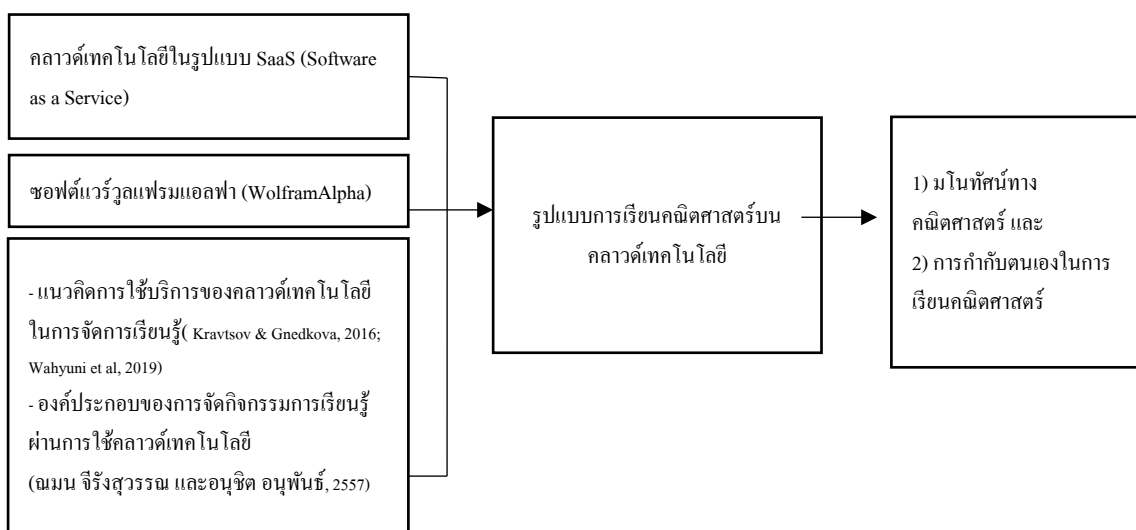 คลาวด์เทคโนโลยีในรูปแบบ SaaS (Software
as a Service)
ซอฟต์แวร์วูลแฟรมแอลฟา (WolframAlpha)
- แนวคิดการใช้บริการของคลาวด์เทคโนโลยี
ในการจัดการเรียนรู้( Kravtsov & Gnedkova, 2016;
Wahyuni et al, 2019)
- องค์ประกอบของการจัดกิจกรรมการเรียนรู้
ผ่านการใช้คลาวด์เทคโนโลยี
(ณมน จีรังสุวรรณ และอนุชิต อนุพันธ์, 2557)
รูปแบบการเรียนคณิตศาสตร์บน
คลาวด์เทคโนโลยี
1) มโนทัศน์ทาง
คณิตศาสตร์ และ
2) การกำกับตนเองในการ
เรียนคณิตศาสตร์